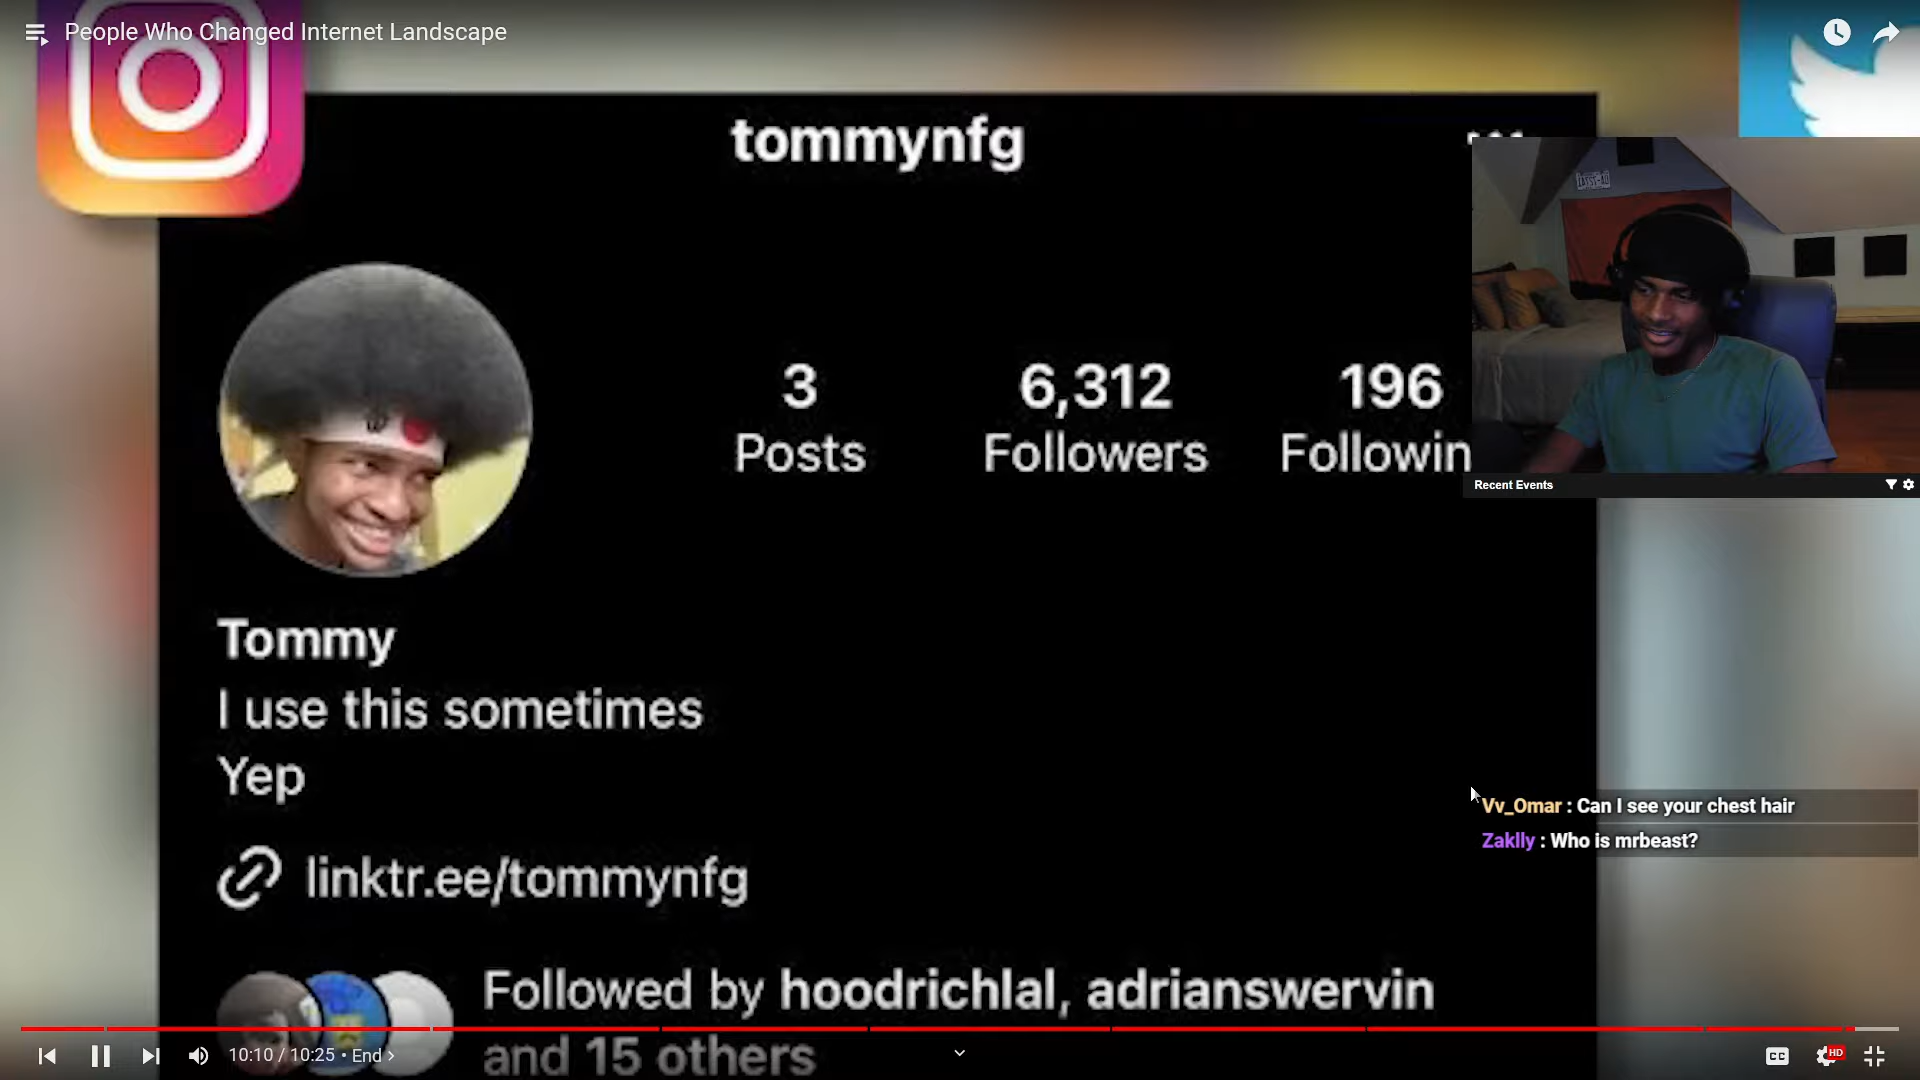 People Who Changed Internet Landscape
tommynfg
3
Posts
6,312
Followers
196
Followin
Recent Events
Tommy
I use this sometimes
Yep
linktr.ee/tommynfg
Vv_Omar : Can I see your chest hair
Zaklly : Who is mrbeast?
Followed by hoodrichlal, adrianswervin
and 15 others
10:10 / 10:25 • End ›
CC
HD